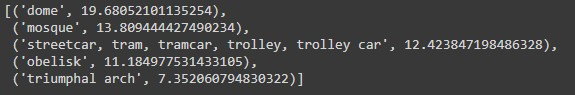 [('dome', 19.68052101135254),
('mosque', 13.809444427490234),
('streetcar, tram, tramcar, trolley, trolley car', 12.423847198486328),
('obelisk', 11.184977531433105),
('triumphal arch', 7.352060794830322)]